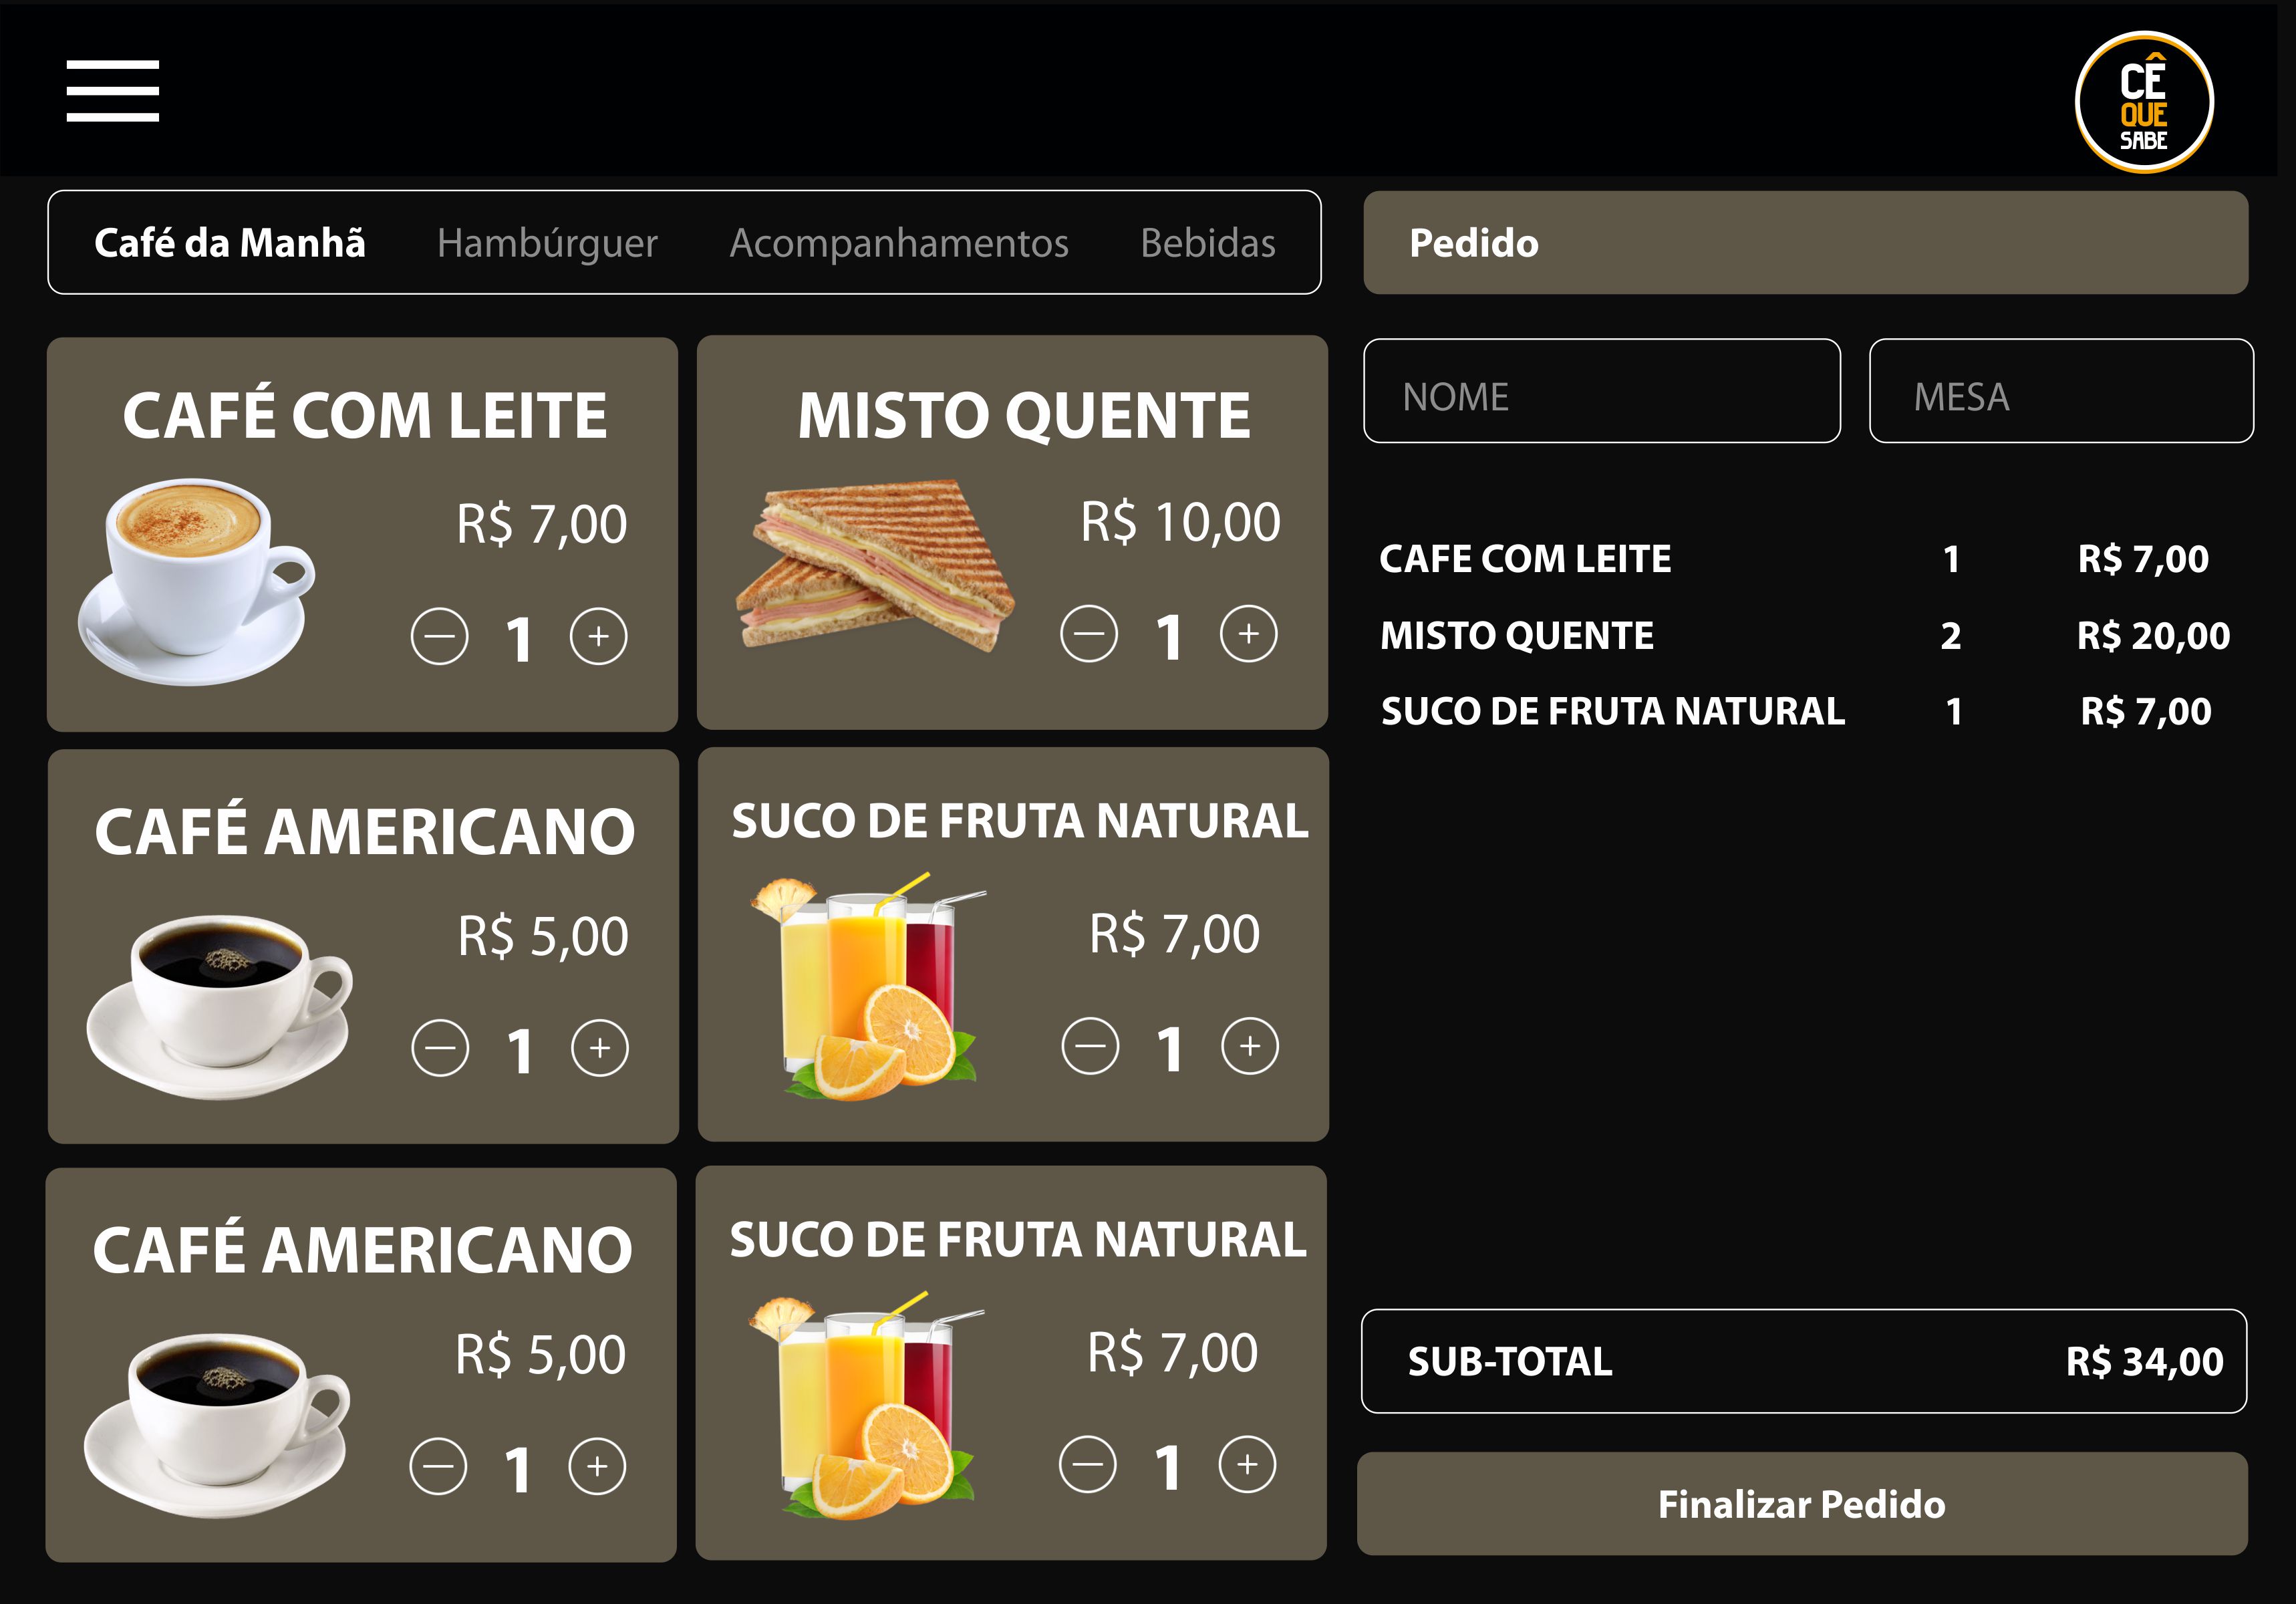 CÊ
QUE
SABE
Café da Manhã Hambúrguer Acompanhamentos Bebidas
CAFÉ COM LEITE
R$ 7,00
1
MISTO QUENTE
R$ 10,00
1
CAFÉ AMERICANO
R$ 5,00
1
SUCO DE FRUTA NATURAL
R$ 7,00
1
CAFÉ AMERICANO
R$ 5,00
1
SUCO DE FRUTA NATURAL
R$ 7,00
1
Pedido
NOME MESA
CAFE COM LEITE 1 R$ 7,00
MISTO QUENTE 2 R$ 20,00
SUCO DE FRUTA NATURAL 1 R$ 7,00
SUB-TOTAL R$ 34,00
Finalizar Pedido